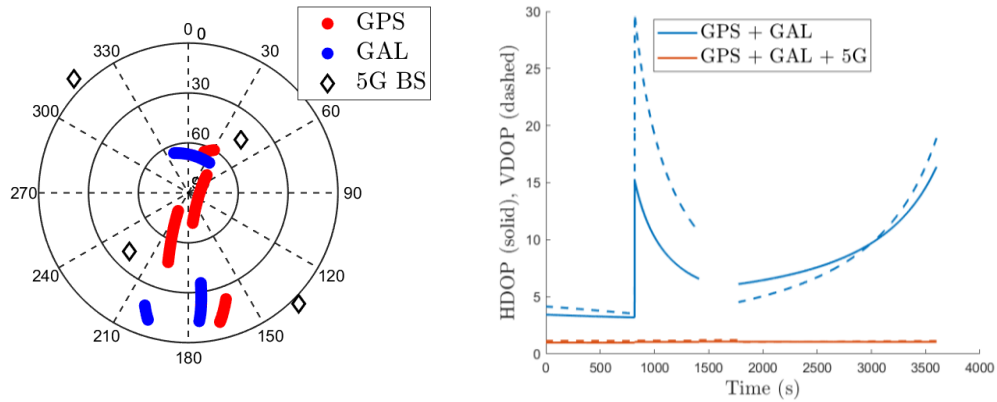 GPS
GAL
5G BS
0 0
330 30
30
300 60
60
270 90
240 120
210 150
180
HDOP (solid), VDOP (dashed)
30
25
20
15
10
5
0
GPS + GAL
GPS + GAL + 5G
0 500 1000 1500 2000 2500 3000 3500 4000
Time (s)